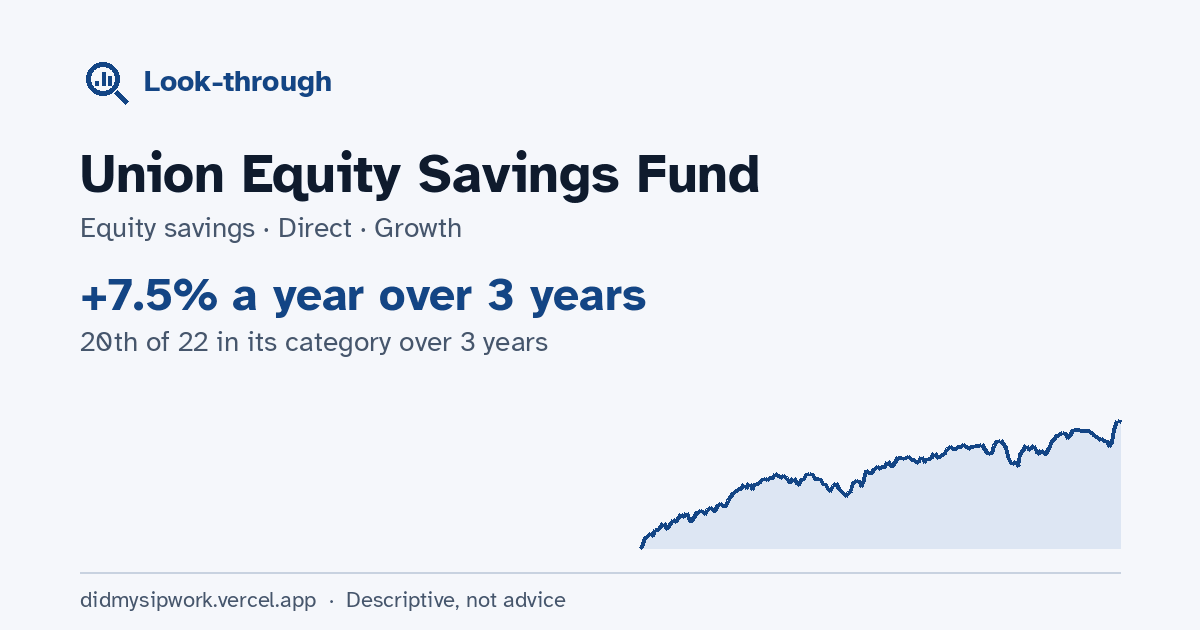 Look-through
Union Equity Savings Fund
Equity savings · Direct · Growth
+7.5% a year over 3 years
20th of 22 in its category over 3 years
didmysipwork.vercel.app · Descriptive, not advice